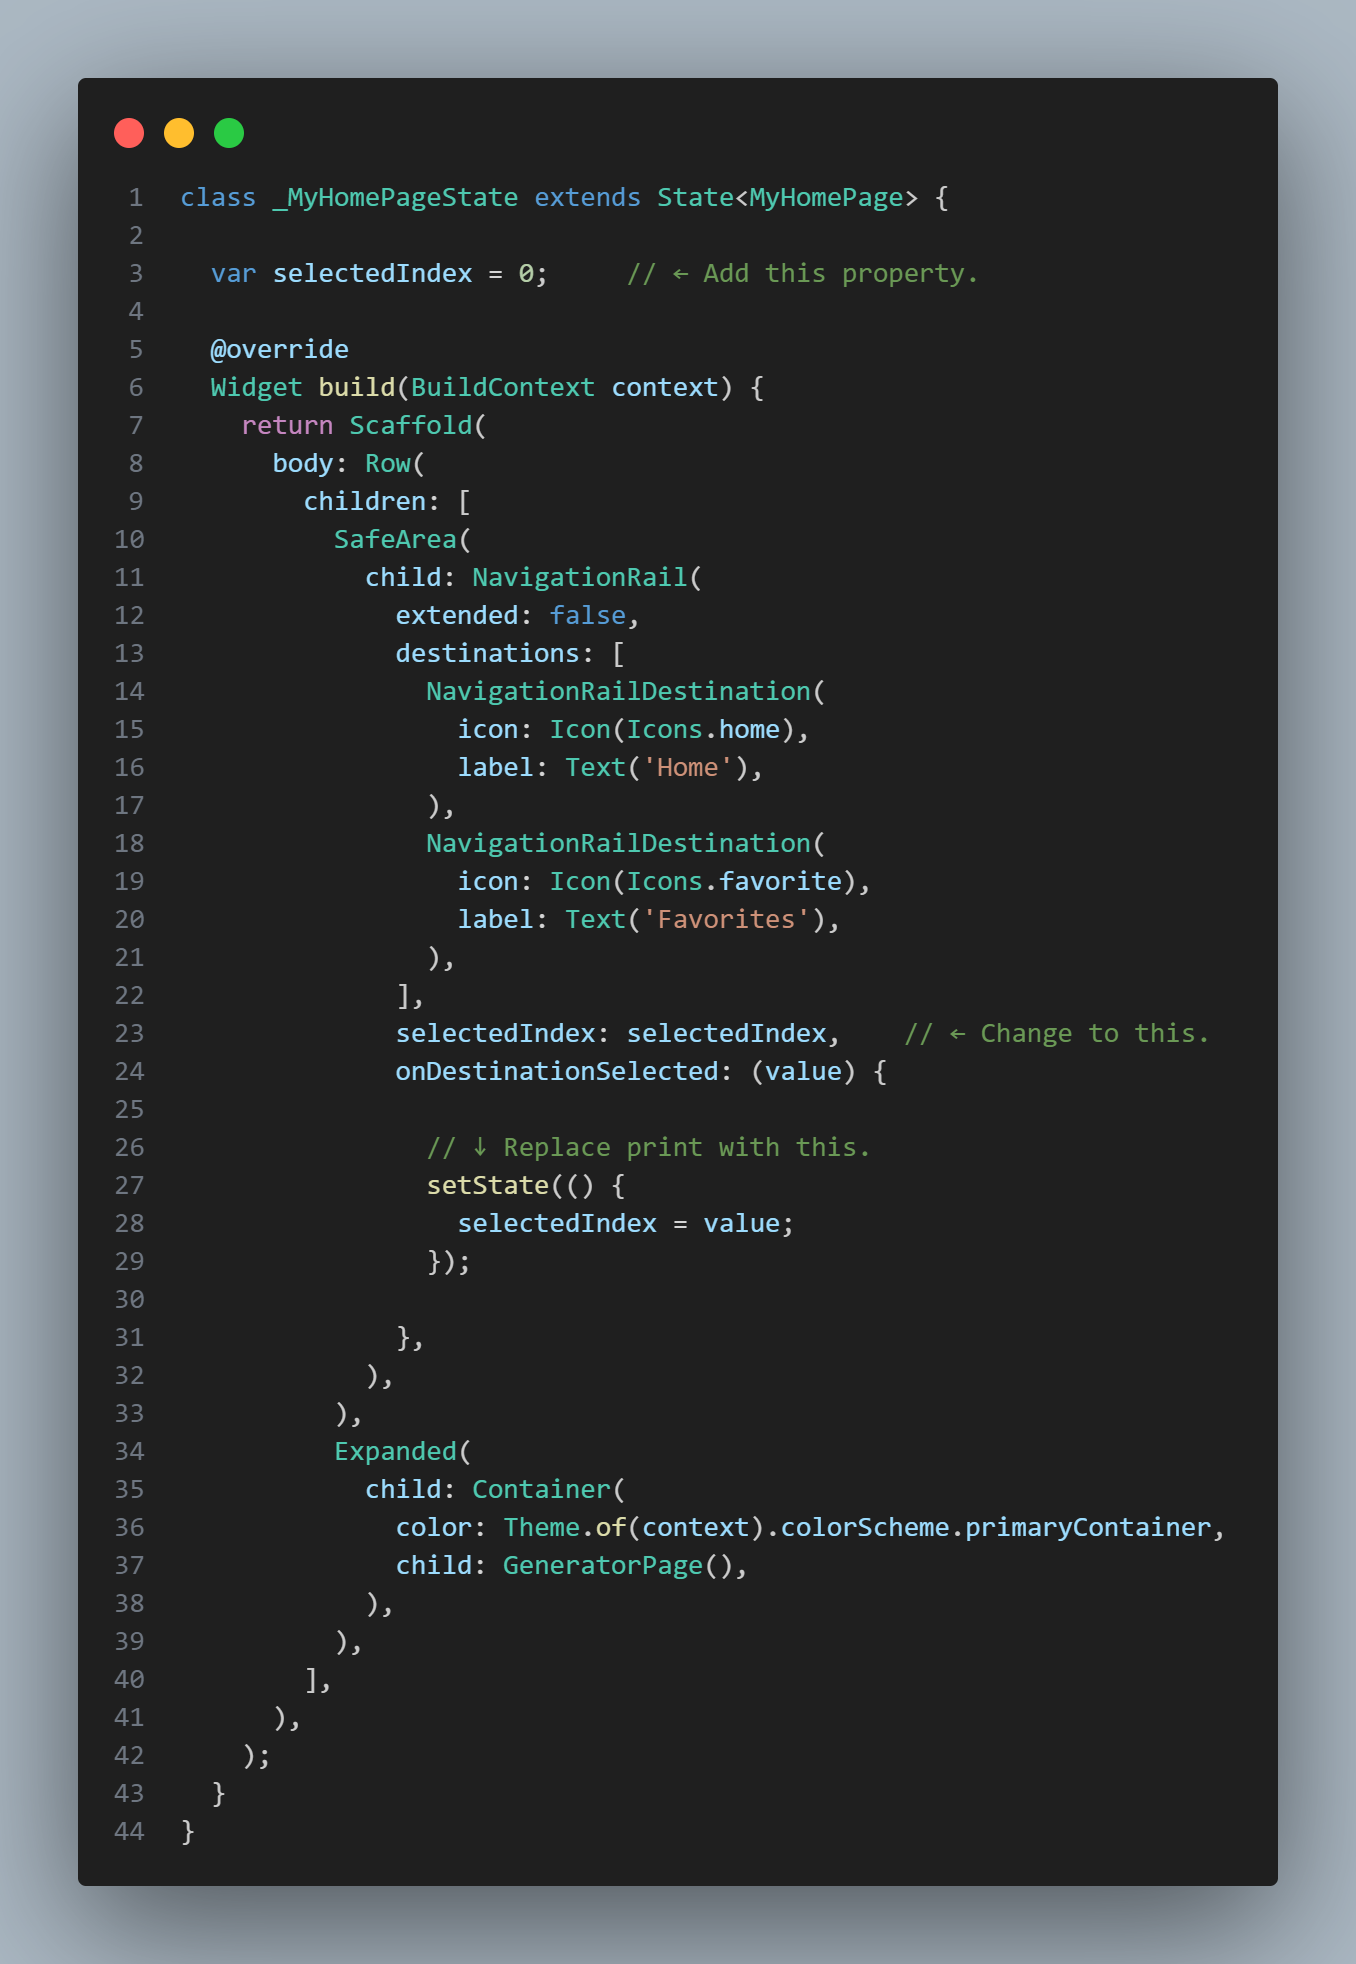 1 class _MyHomePageState extends State<MyHomePage> {
2
3   var selectedIndex = 0;     // ← Add this property.
4
5   @override
6   Widget build(BuildContext context) {
7     return Scaffold(
8       body: Row(
9         children: [
10           SafeArea(
11             child: NavigationRail(
12               extended: false,
13               destinations: [
14                 NavigationRailDestination(
15                   icon: Icon(Icons.home),
16                   label: Text('Home'),
17                 ),
18                 NavigationRailDestination(
19                   icon: Icon(Icons.favorite),
20                   label: Text('Favorites'),
21                 ),
22               ],
23               selectedIndex: selectedIndex,    // ← Change to this.
24               onDestinationSelected: (value) {
25
26                 // ↓ Replace print with this.
27                 setState(() {
28                   selectedIndex = value;
29                 });
30
31               },
32             ),
33           ),
34           Expanded(
35             child: Container(
36               color: Theme.of(context).colorScheme.primaryContainer,
37               child: GeneratorPage(),
38             ),
39           ),
40         ],
41       ),
42     );
43   }
44 }